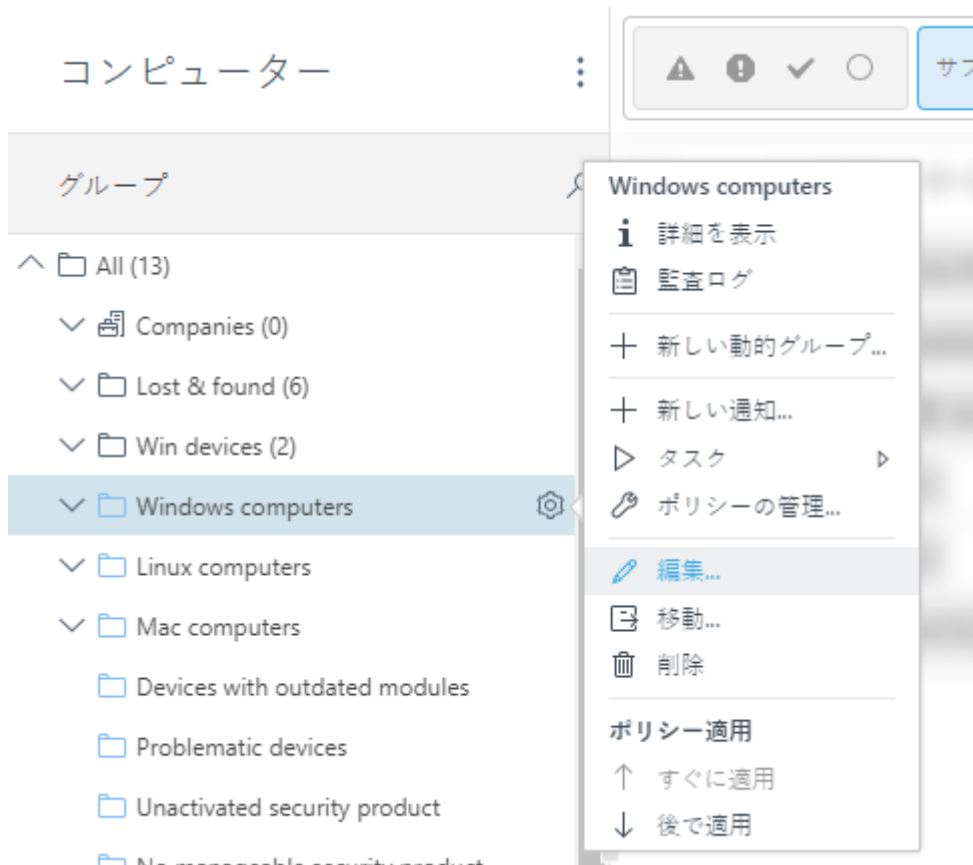 コンピューター
サブ
グループ
All (13)
Companies (0)
Lost & found (6)
Win devices (2)
Windows computers
Linux computers
Mac computers
Devices with outdated modules
Problematic devices
Unactivated security product
No manageable security product
Windows computers
詳細を表示
監査ログ
新しい動的グループ...
新しい通知...
タスク
ポリシーの管理...
編集...
移動...
削除
ポリシー適用
すぐに適用
後で適用